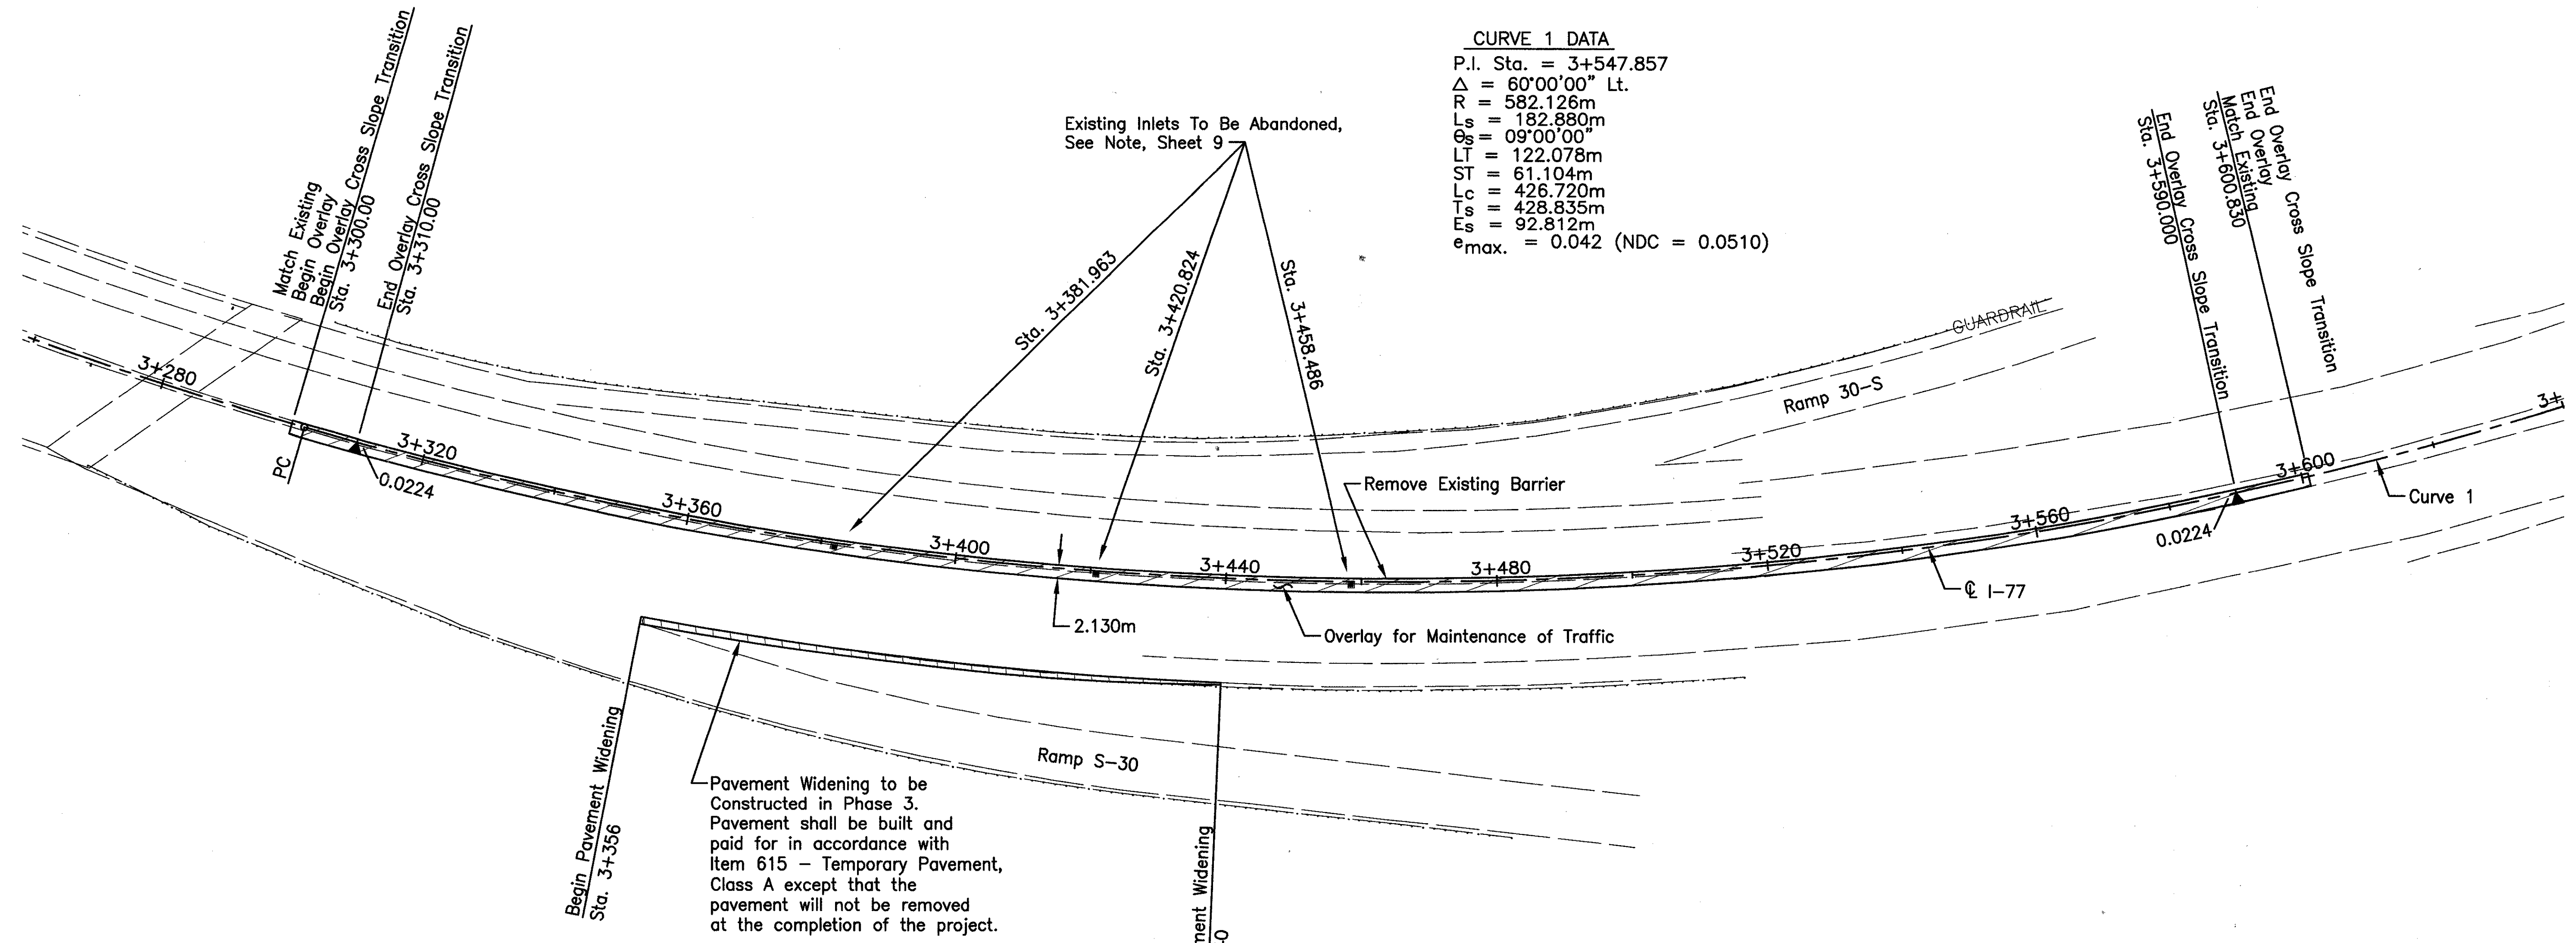 CURVE 1 DATA
P.I. Sta. = 3+547.857
Δ = 60°00'00" Lt.
R = 582.126m
Ls = 182.880m
Θs = 09°00'00"
LT = 122.078m
ST = 61.104m
Lc = 426.720m
Ts = 428.835m
Es = 92.812m
emax. = 0.042 (NDC = 0.0510)
Match Existing
Begin Overlay
Begin Overlay Cross Slope Transition
Sta. 3+300.00
End Overlay Cross Slope Transition
Sta. 3+310.00
Existing Inlets To Be Abandoned,
See Note, Sheet 9
Sta. 3+381.963
Sta. 3+420.824
Sta. 3+458.486
End Overlay Cross Slope Transition
Sta. 3+590.000
End Overlay Cross Slope Transition
End Overlay
Match Existing
Sta. 3+600.830
GUARDRAIL
Ramp 30-S
3+280
PC
3+320
0.0224
3+360
3+400
3+440
3+480
3+520
3+560
3+600
3+
Remove Existing Barrier
Curve 1
0.0224
℄ I-77
2.130m
Overlay for Maintenance of Traffic
Ramp S-30
Begin Pavement Widening
Sta. 3+356
Pavement Widening to be
Constructed in Phase 3.
Pavement shall be built and
paid for in accordance with
Item 615 - Temporary Pavement,
Class A except that the
pavement will not be removed
at the completion of the project.
ment Widening